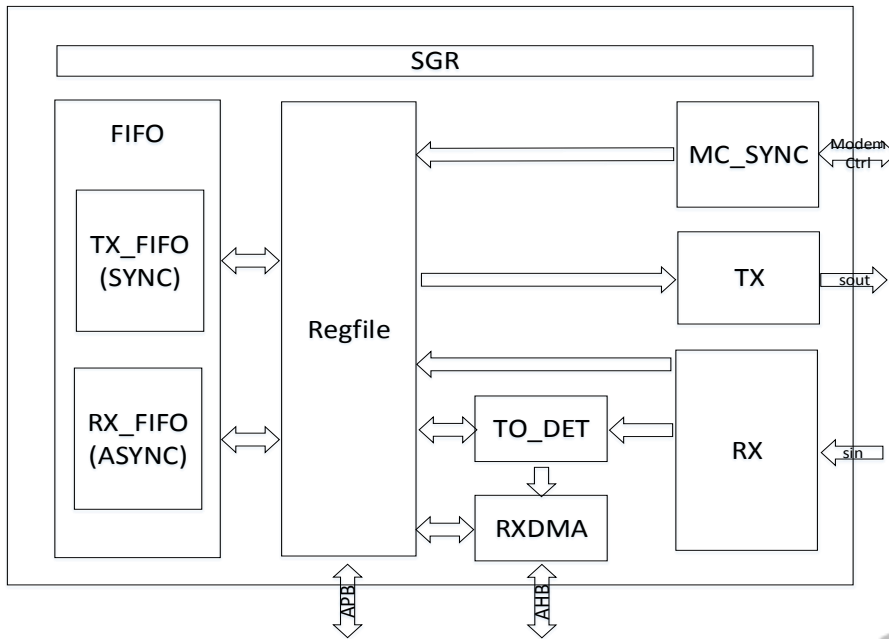 SGR
FIFO
TX_FIFO
(SYNC)
RX_FIFO
(ASYNC)
Regfile
MC_SYNC
Modem
Ctrl
TX
sout
TO_DET
RX
sin
RXDMA
APB
AHB